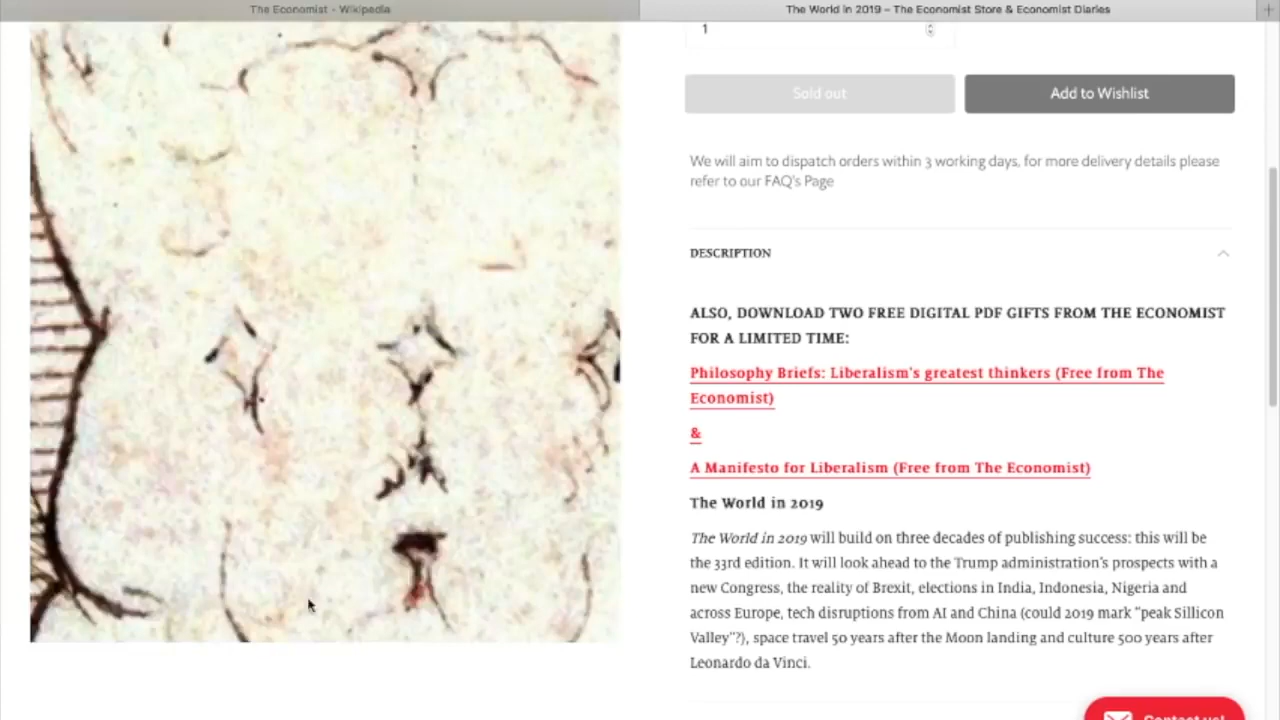 The Economist - Wikipedia
The World in 2019 – The Economist Store & Economist Diaries
1
Sold out
Add to Wishlist
We will aim to dispatch orders within 3 working days, for more delivery details please
refer to our FAQ's Page
DESCRIPTION
ALSO, DOWNLOAD TWO FREE DIGITAL PDF GIFTS FROM THE ECONOMIST
FOR A LIMITED TIME:
Philosophy Briefs: Liberalism's greatest thinkers (Free from The
Economist)
&
A Manifesto for Liberalism (Free from The Economist)
The World in 2019
The World in 2019 will build on three decades of publishing success: this will be
the 33rd edition. It will look ahead to the Trump administration's prospects with a
new Congress, the reality of Brexit, elections in India, Indonesia, Nigeria and
across Europe, tech disruptions from AI and China (could 2019 mark "peak Sillicon
Valley"?), space travel 50 years after the Moon landing and culture 500 years after
Leonardo da Vinci.
Contact us!